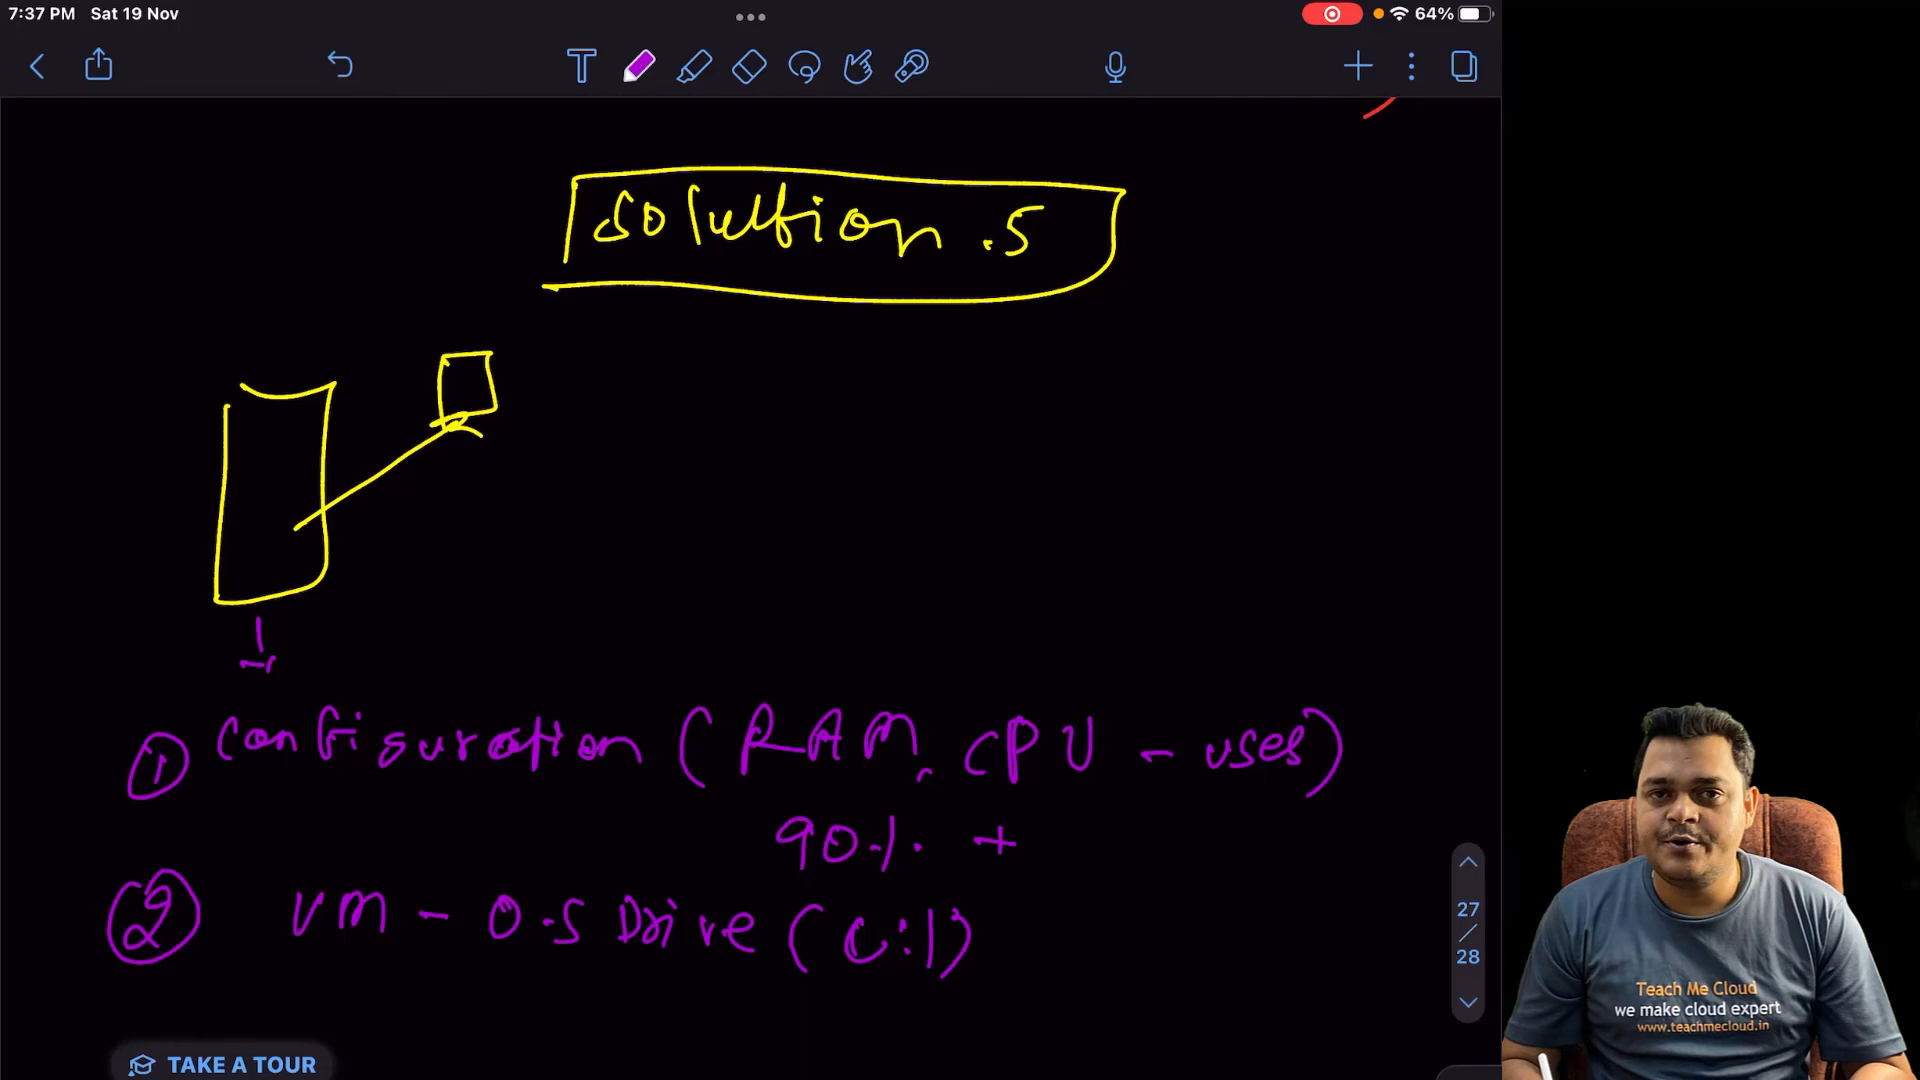 7:37 PM Sat 19 Nov
64%
T
Solution.5
① Configuration (RAM, CPU - uses)
90% +
② VM - O.S Drive (C:\)
27
/
28
Teach Me Cloud
we make cloud expert
www.teachmecloud.in
TAKE A TOUR